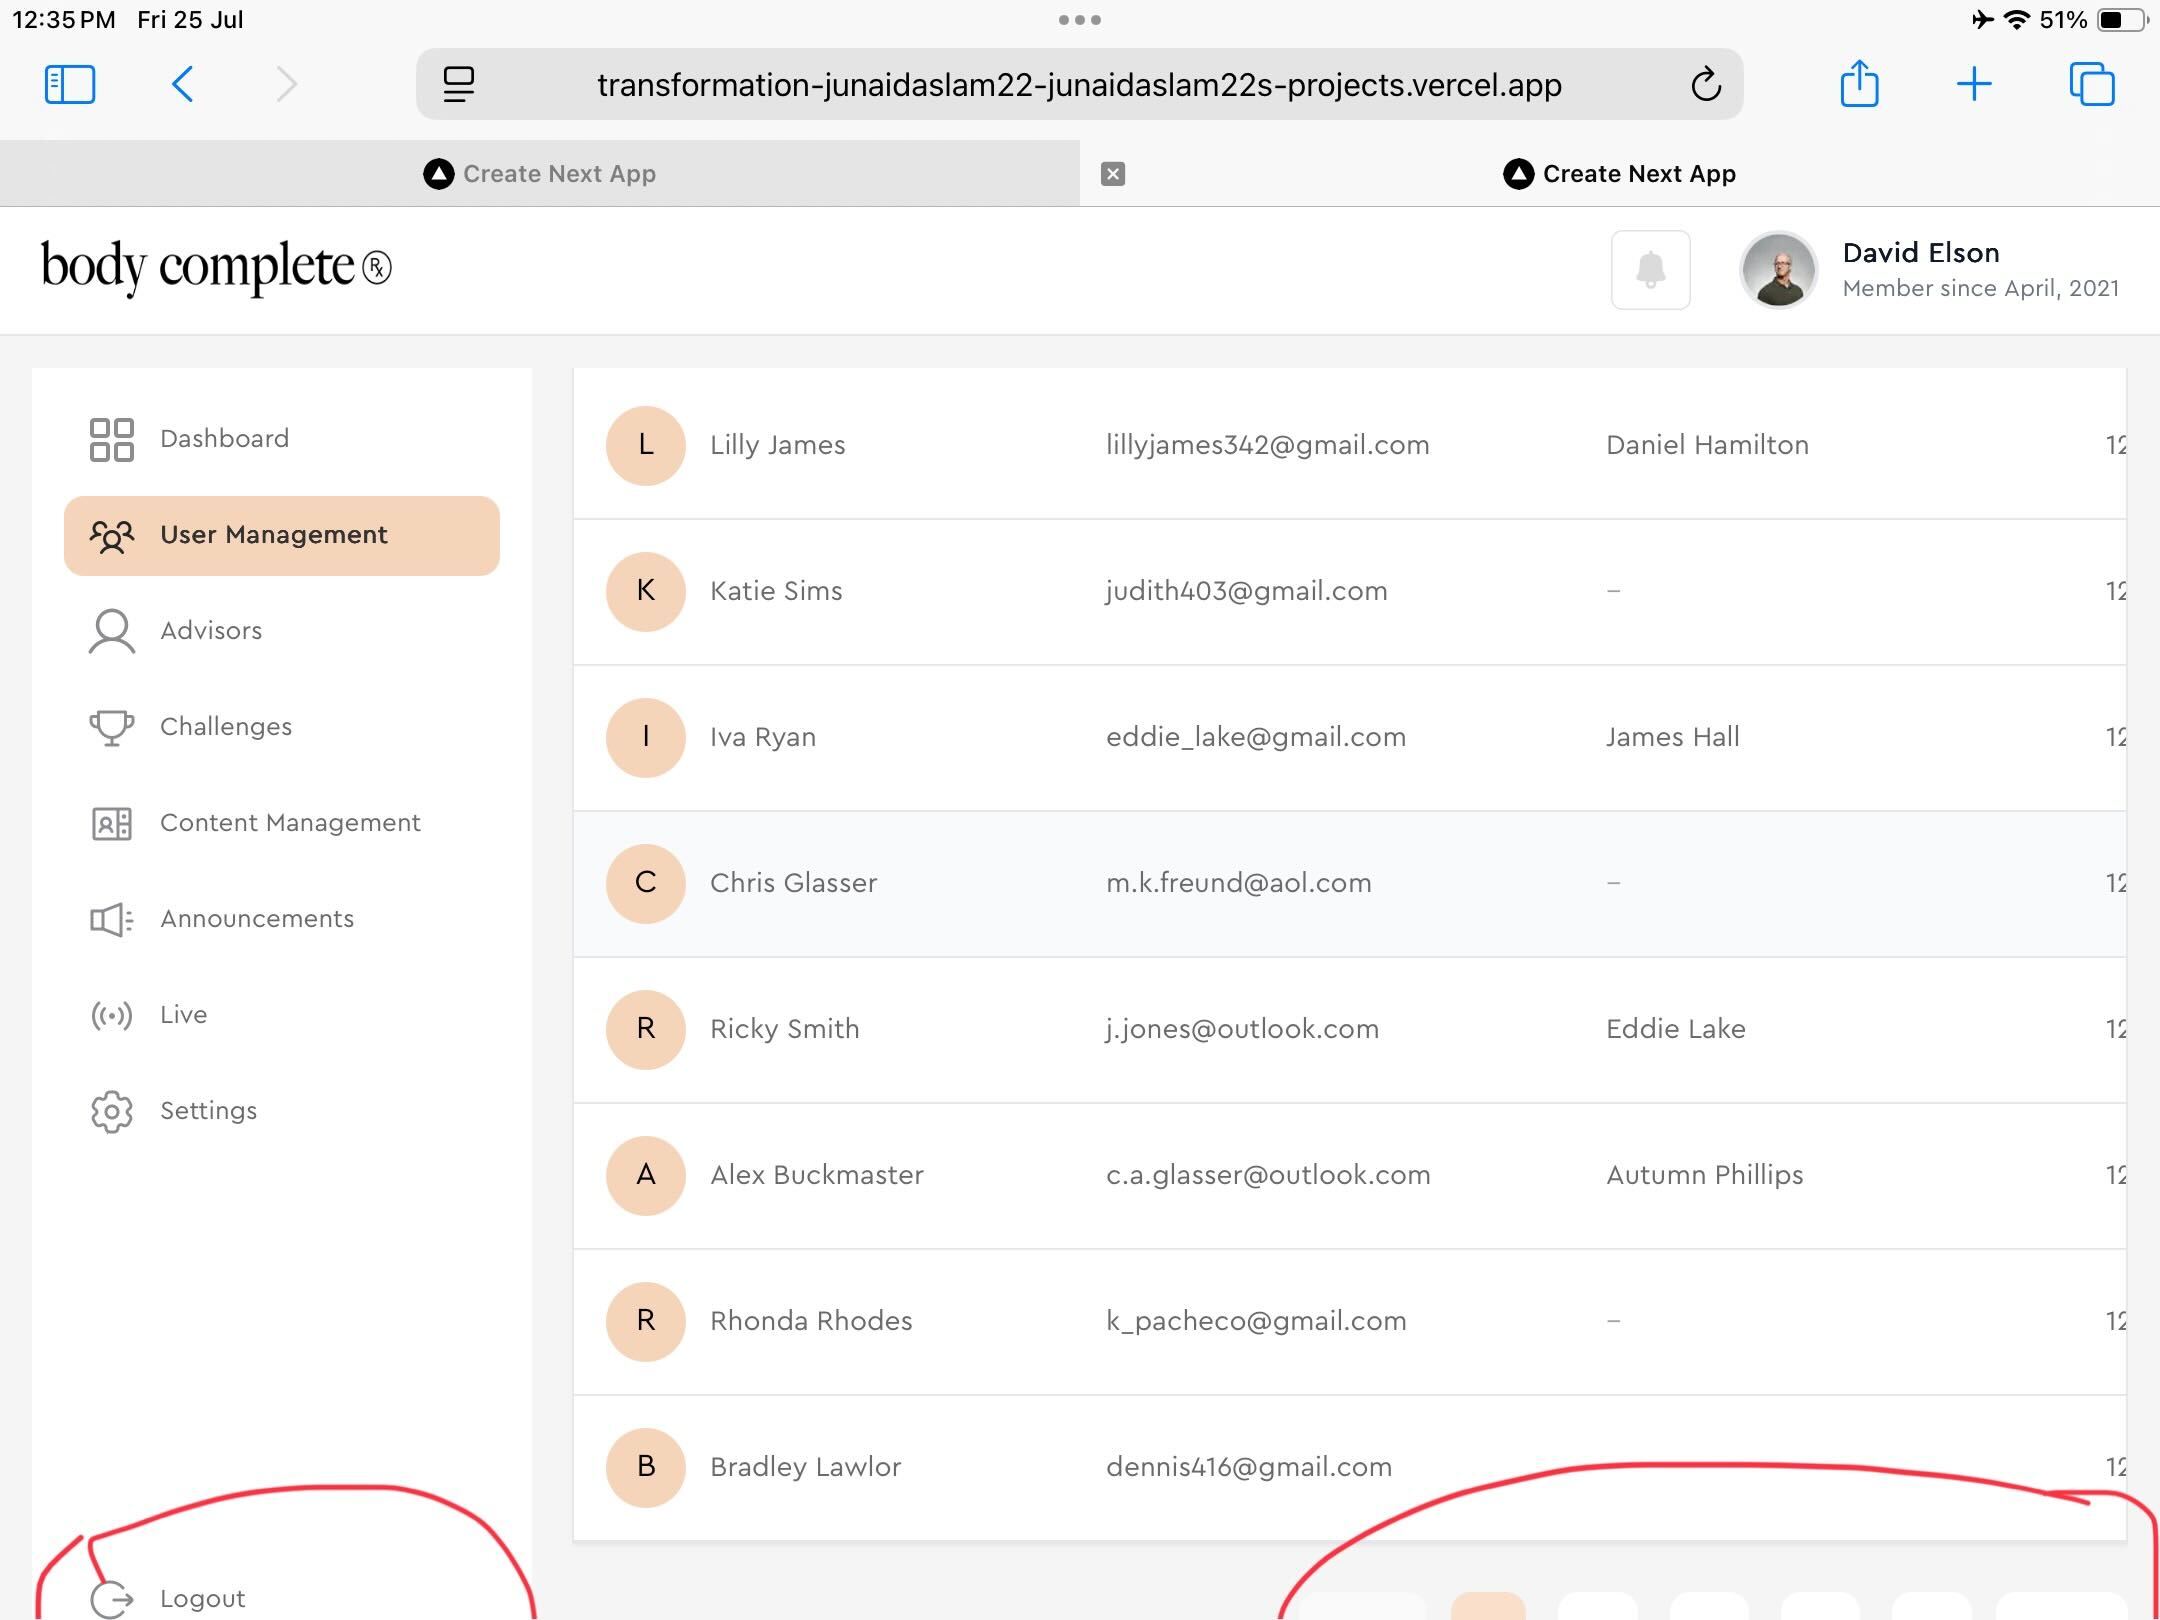 12:35 PM Fri 25 Jul
51%
transformation-junaidaslam22-junaidaslam22s-projects.vercel.app
Create Next App
Create Next App
body complete Rx
David Elson
Member since April, 2021
Dashboard
User Management
Advisors
Challenges
Content Management
Announcements
Live
Settings
Logout
L Lilly James lillyjames342@gmail.com Daniel Hamilton 12
K Katie Sims judith403@gmail.com – 12
I Iva Ryan eddie_lake@gmail.com James Hall 12
C Chris Glasser m.k.freund@aol.com – 12
R Ricky Smith j.jones@outlook.com Eddie Lake 12
A Alex Buckmaster c.a.glasser@outlook.com Autumn Phillips 12
R Rhonda Rhodes k_pacheco@gmail.com – 12
B Bradley Lawlor dennis416@gmail.com 12